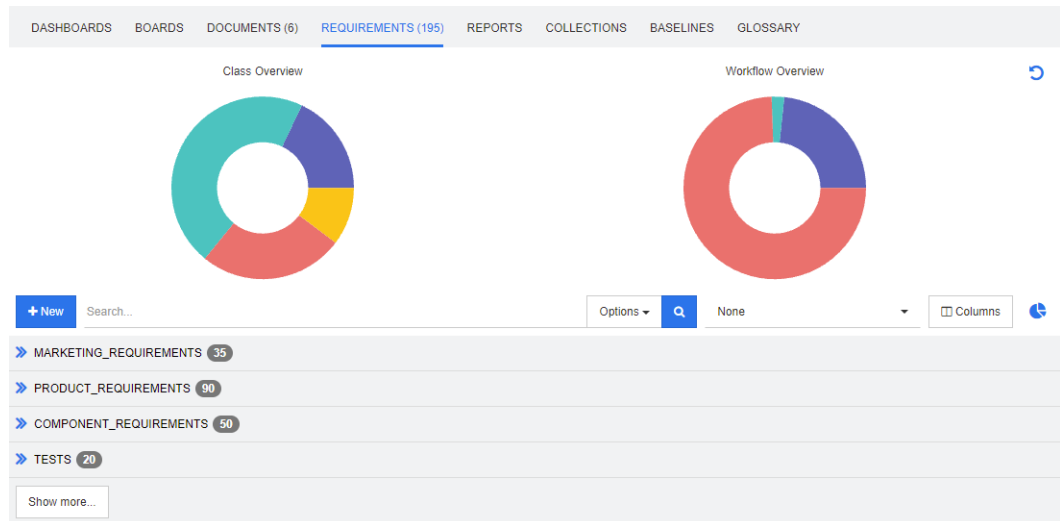 DASHBOARDS BOARDS DOCUMENTS (6) REQUIREMENTS (195) REPORTS COLLECTIONS BASELINES GLOSSARY
Class Overview Workflow Overview
New Search... Options None Columns
MARKETING_REQUIREMENTS 35
PRODUCT_REQUIREMENTS 90
COMPONENT_REQUIREMENTS 50
TESTS 20
Show more...